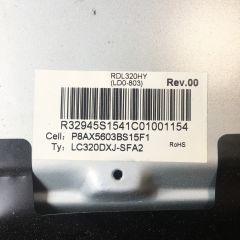 RDL320HY
(LD0-803)
Rev.00
R32945S1541C01001154
Cell: P8AX5603BS15F1
Ty: LC320DXJ-SFA2
RoHS